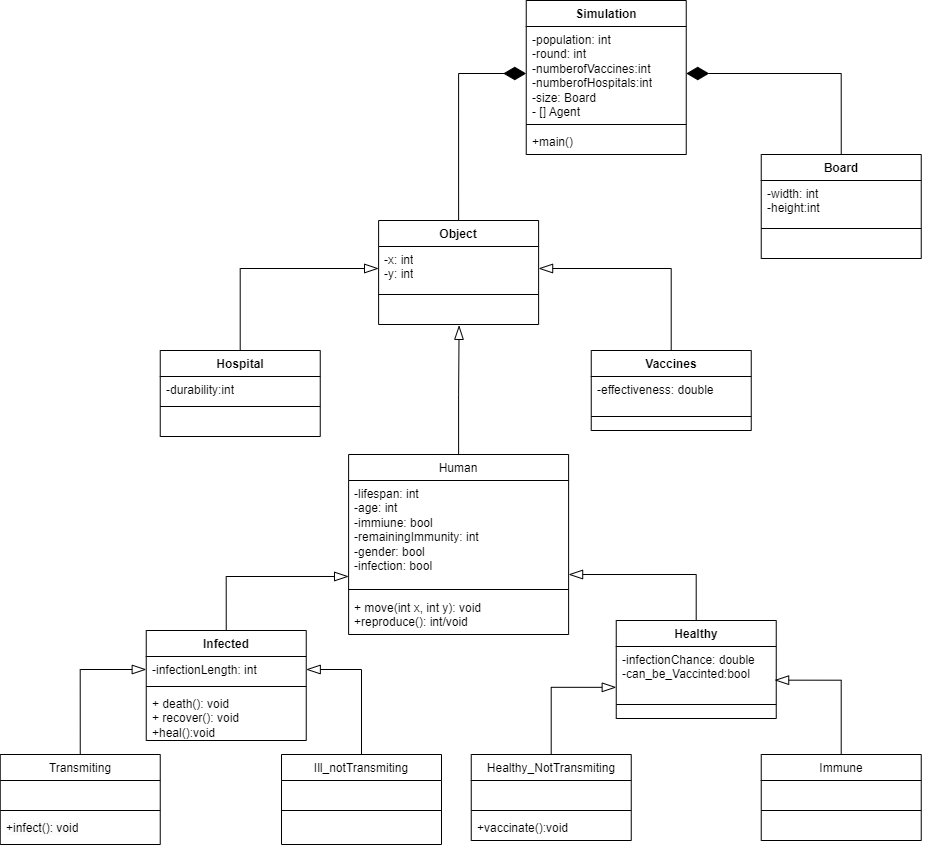 Simulation
-population: int
-round: int
-numberofVaccines:int
-numberofHospitals:int
-size: Board
- [] Agent
+main()
Board
-width: int
-height:int
Object
-x: int
-y: int
Hospital
-durability:int
Vaccines
-effectiveness: double
Human
-lifespan: int
-age: int
-immiune: bool
-remainingImmunity: int
-gender: bool
-infection: bool
+ move(int x, int y): void
+reproduce(): int/void
Infected
-infectionLength: int
+ death(): void
+ recover(): void
+heal():void
Healthy
-infectionChance: double
-can_be_Vaccinted:bool
Transmiting
+infect(): void
Ill_notTransmiting
Healthy_NotTransmiting
+vaccinate():void
Immune